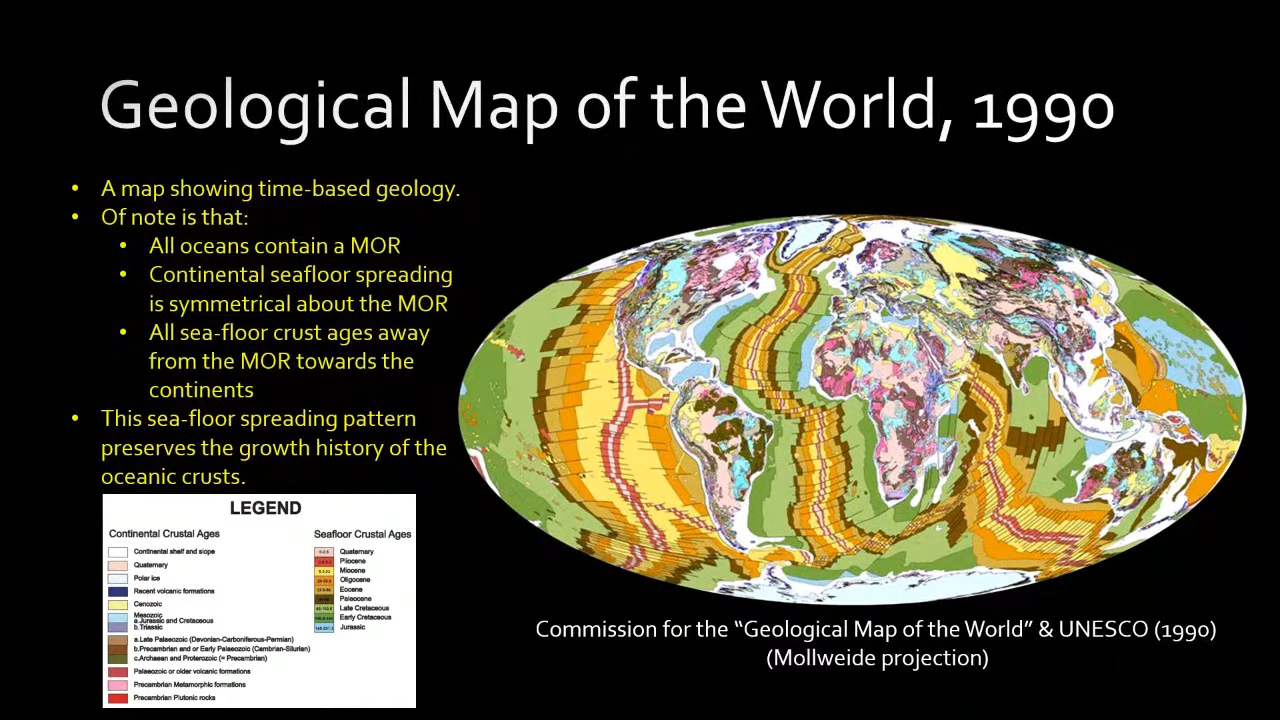 Geological Map of the World, 1990
• A map showing time-based geology.
• Of note is that:
• All oceans contain a MOR
• Continental seafloor spreading
is symmetrical about the MOR
• All sea-floor crust ages away
from the MOR towards the
continents
• This sea-floor spreading pattern
preserves the growth history of the
oceanic crusts.
LEGEND
Continental Crustal Ages
Continental shelf and slope
Quaternary
Polar ice
Recent volcanic formations
Cenozoic
Mesozoic
a.Jurassic and Cretaceous
b.Triassic
a.Late Palaeozoic (Devonian-Carboniferous-Permian)
b.Precambrian and or Early Palaeozoic (Cambrian-Silurian)
c.Archaean and Proterozoic (= Precambrian)
Palaeozoic or older volcanic formations
Precambrian Metamorphic formations
Precambrian Plutonic rocks
Seafloor Crustal Ages
Quaternary
Pliocene
Miocene
Oligocene
Eocene
Paleocene
Late Cretaceous
Early Cretaceous
Jurassic
Commission for the “Geological Map of the World” & UNESCO (1990)
(Mollweide projection)